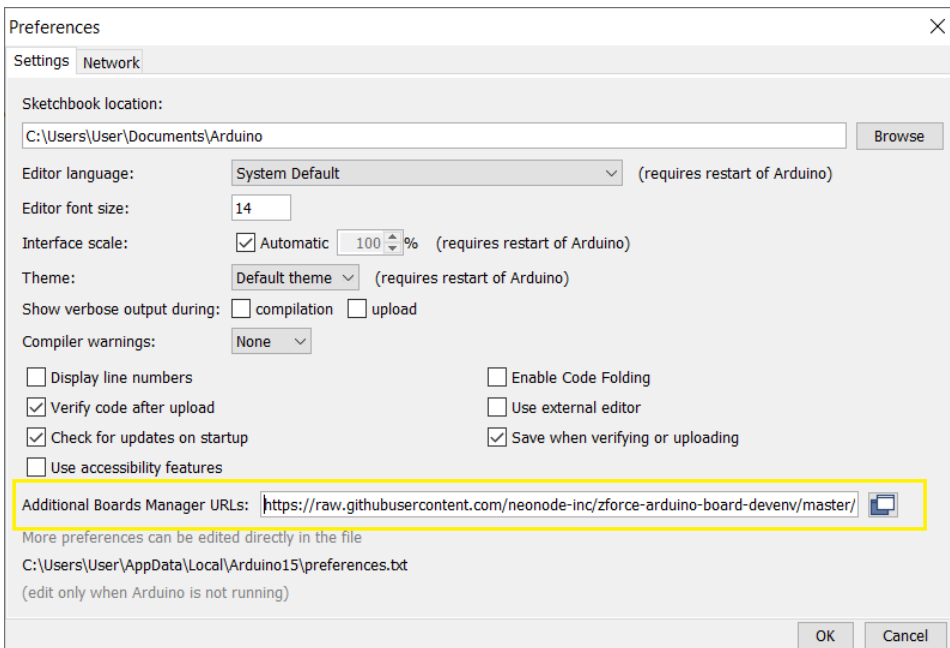 Preferences
Settings Network
Sketchbook location:
C:\Users\User\Documents\Arduino Browse
Editor language: System Default (requires restart of Arduino)
Editor font size: 14
Interface scale: Automatic 100 % (requires restart of Arduino)
Theme: Default theme (requires restart of Arduino)
Show verbose output during: compilation upload
Compiler warnings: None
Display line numbers Enable Code Folding
Verify code after upload Use external editor
Check for updates on startup Save when verifying or uploading
Use accessibility features
Additional Boards Manager URLs: https://raw.githubusercontent.com/neonode-inc/zforce-arduino-board-devenv/master/
More preferences can be edited directly in the file
C:\Users\User\AppData\Local\Arduino15\preferences.txt
(edit only when Arduino is not running)
OK Cancel